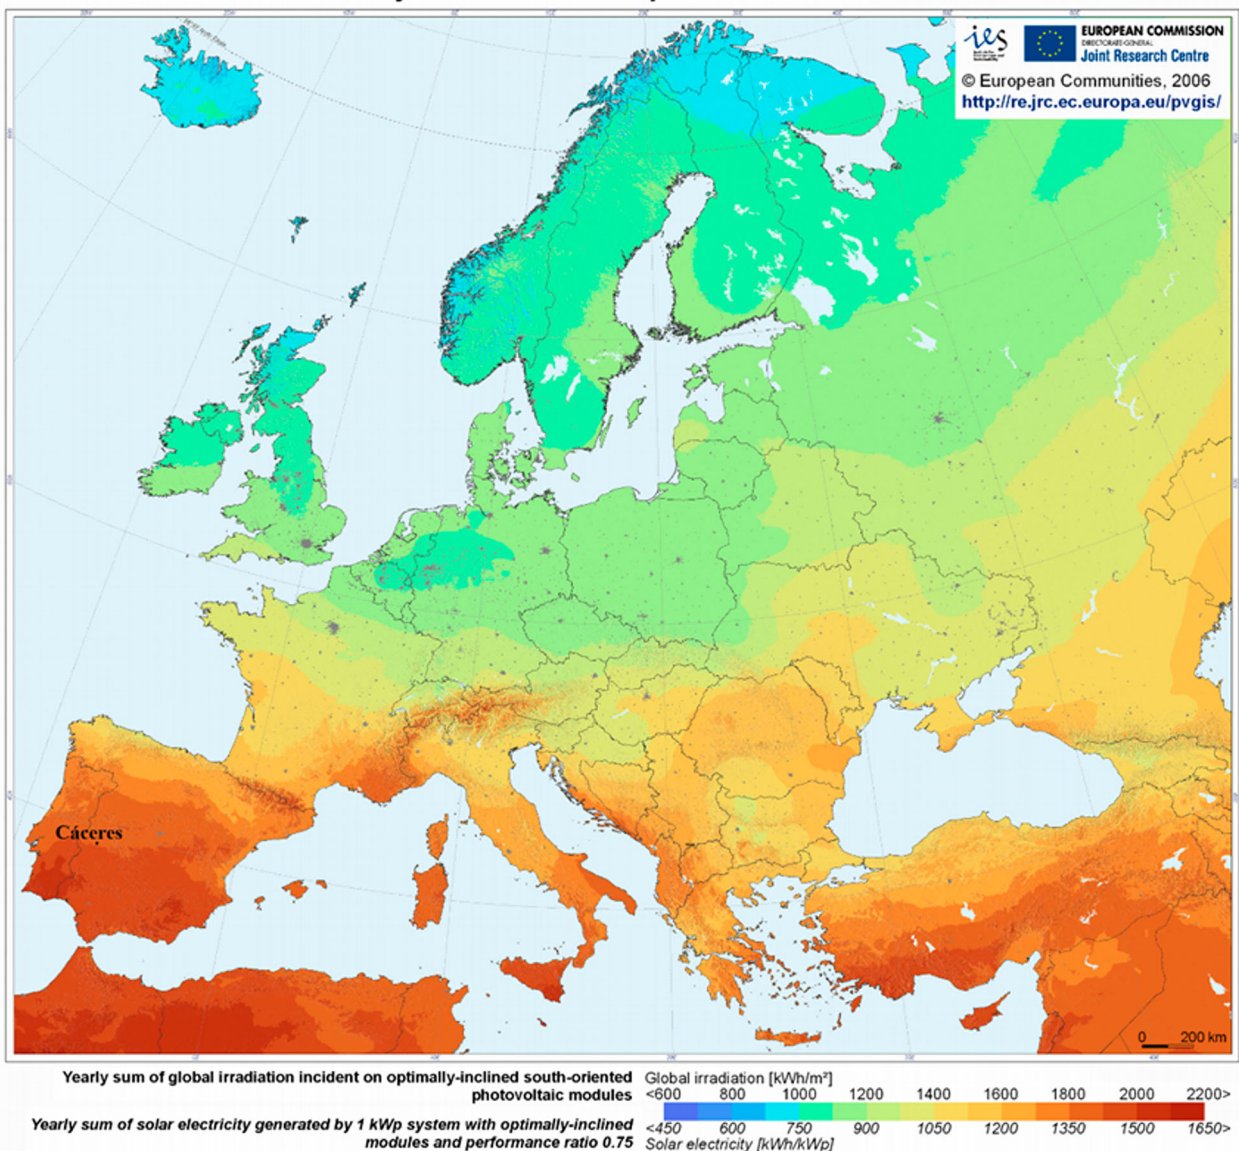 ies
EUROPEAN COMMISSION
DIRECTORATE-GENERAL
Joint Research Centre
© European Communities, 2006
http://re.jrc.ec.europa.eu/pvgis/
Cáceres
0 200 km
Yearly sum of global irradiation incident on optimally-inclined south-oriented
photovoltaic modules
Yearly sum of solar electricity generated by 1 kWp system with optimally-inclined
modules and performance ratio 0.75
Global irradiation [kWh/m²]
<600 800 1000 1200 1400 1600 1800 2000 2200>
<450 600 750 900 1050 1200 1350 1500 1650>
Solar electricity [kWh/kWp]